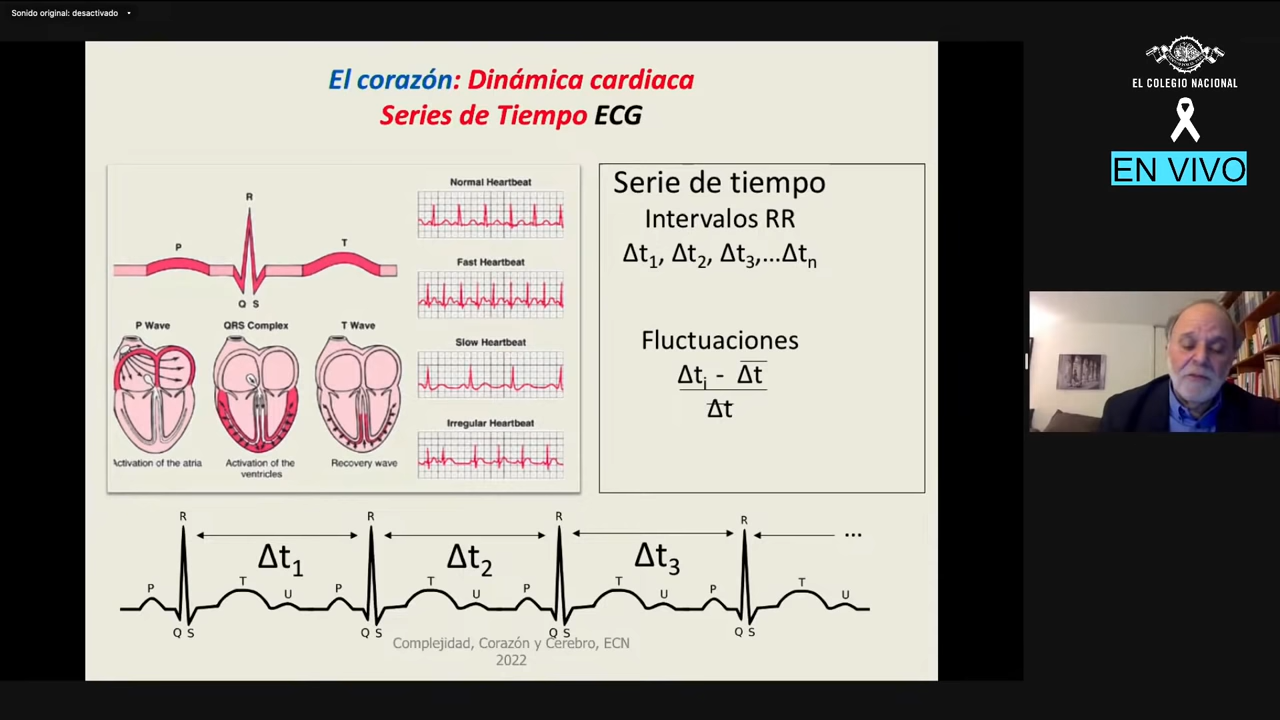 Sonido original: desactivado
El corazón: Dinámica cardiaca
Series de Tiempo ECG
R
P
T
Q S
P Wave
QRS Complex
T Wave
Activation of the atria
Activation of the
ventricles
Recovery wave
Normal Heartbeat
Fast Heartbeat
Slow Heartbeat
Irregular Heartbeat
Serie de tiempo
Intervalos RR
Δt₁, Δt₂, Δt₃,...Δtₙ
Fluctuaciones
Δtᵢ - Δt̅
Δt̅
R R R R
Δt₁ Δt₂ Δt₃ ...
P T U P T U P T U P T U
Q S Q S Q S Q S
Complejidad, Corazón y Cerebro, ECN
2022
EL COLEGIO NACIONAL
EN VIVO